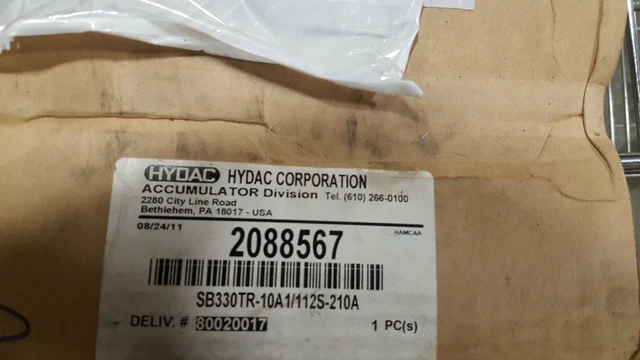 HYDAC HYDAC CORPORATION
ACCUMULATOR Division Tel. (610) 266-0100
2280 City Line Road
Bethlehem, PA 18017 - USA
08/24/11 HAMCAA
2088567
SB330TR-10A1/112S-210A
DELIV. # 80020017 1 PC(s)